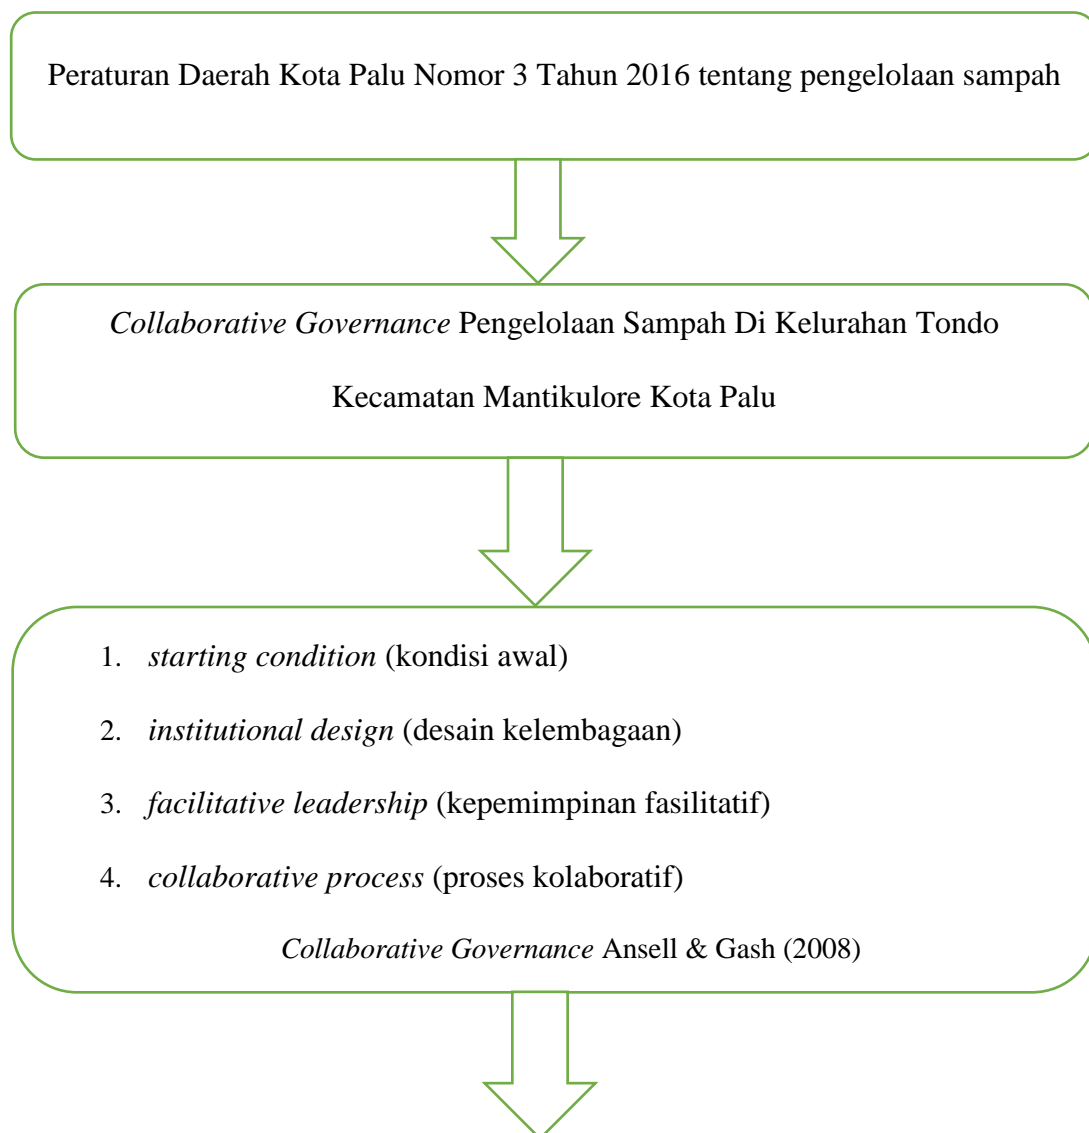 Peraturan Daerah Kota Palu Nomor 3 Tahun 2016 tentang pengelolaan sampah
Collaborative Governance Pengelolaan Sampah Di Kelurahan Tondo
Kecamatan Mantikulore Kota Palu
1. starting condition (kondisi awal)
2. institutional design (desain kelembagaan)
3. facilitative leadership (kepemimpinan fasilitatif)
4. collaborative process (proses kolaboratif)
Collaborative Governance Ansell & Gash (2008)